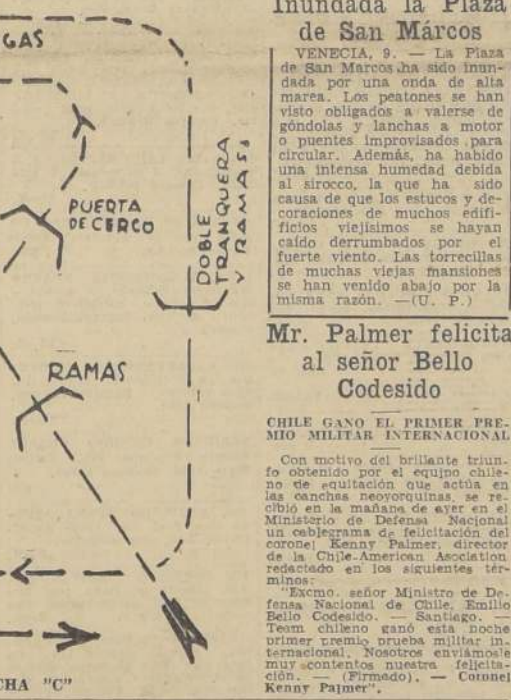 GAS
PUERTA
DE CERCO
DOBLE
TRANQUERA
Y RAMAS
RAMAS
CHA "C"
Inundada la Plaza
de San Márcos
VENECIA, 9. — La Plaza
de San Marcos ha sido inun-
dada por una onda de alta
marea. Los peatones se han
visto obligados a valerse de
góndolas y lanchas a motor
o puentes improvisados para
circular. Además, ha habido
una intensa humedad debida
al sirocco, la que ha sido
causa de que los estucos y de-
coraciones de muchos edifi-
ficios viejísimos se hayan
caído derrumbados por el
fuerte viento. Las torrecillas
de muchas viejas mansiones
se han venido abajo por la
misma razón. —(U. P.)
Mr. Palmer felicita
al señor Bello
Codesido
CHILE GANO EL PRIMER PRE-
MIO MILITAR INTERNACIONAL
Con motivo del brillante triun-
fo obtenido por el equipo chile-
no de equitación que actúa en
las canchas neoyorquinas, se re-
cibió en la mañana de ayer en el
Ministerio de Defensa Nacional
un cablegrama de felicitación del
coronel Kenny Palmer, director
de la Chile-American Asociation
redactado en los siguientes tér-
minos:
"Excmo. señor Ministro de De-
fensa Nacional de Chile, Emilio
Bello Codesido. — Santiago. —
Team chileno ganó esta noche
primer premio prueba militar in-
ternacional. Nosotros enviámosle
muy contentos nuestra felicita-
ción. — (Firmado). — Coronel
Kenny Palmer".